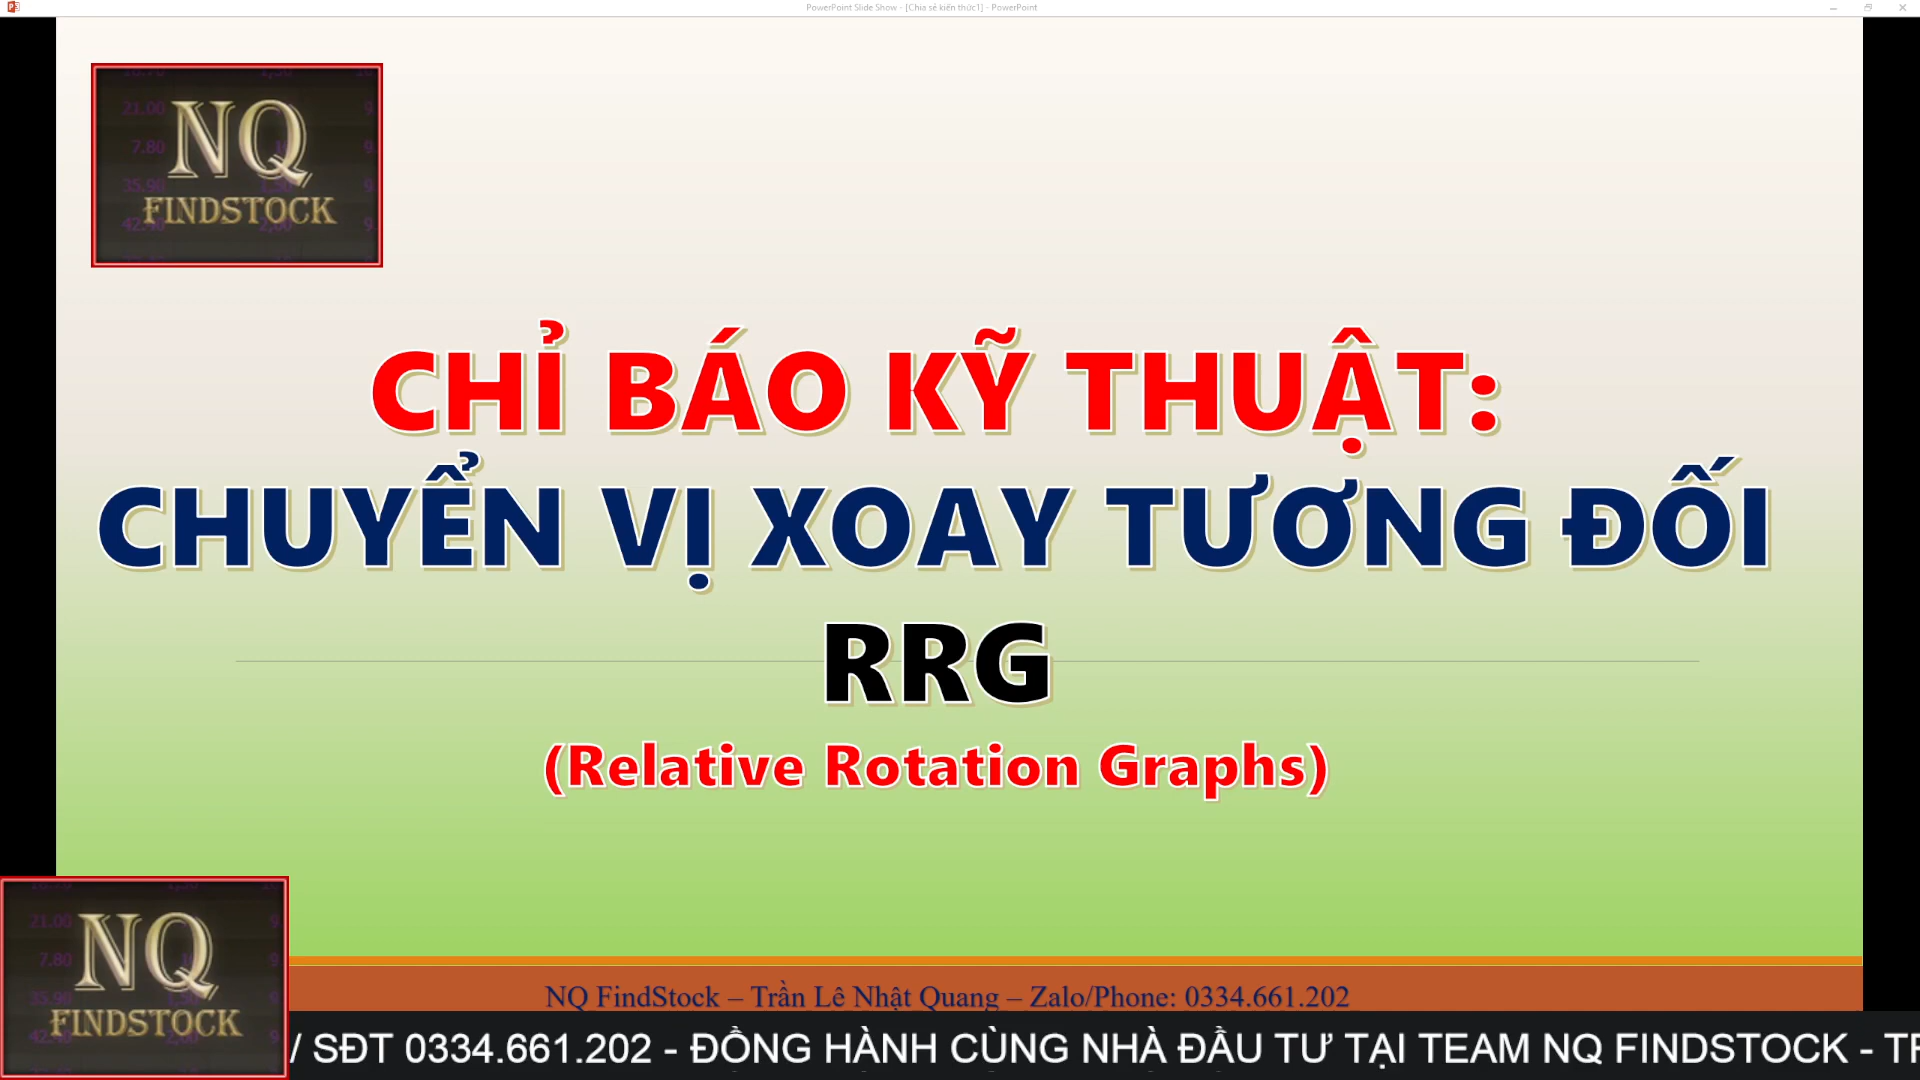 PowerPoint Slide Show - [Chia sẻ kiến thức1] - PowerPoint
NQ
FINDSTOCK
CHỈ BÁO KỸ THUẬT:
CHUYỂN VỊ XOAY TƯƠNG ĐỐI
RRG
(Relative Rotation Graphs)
NQ
FINDSTOCK
NQ FindStock – Trần Lê Nhật Quang – Zalo/Phone: 0334.661.202
/ SĐT 0334.661.202 - ĐỒNG HÀNH CÙNG NHÀ ĐẦU TƯ TẠI TEAM NQ FINDSTOCK - TR